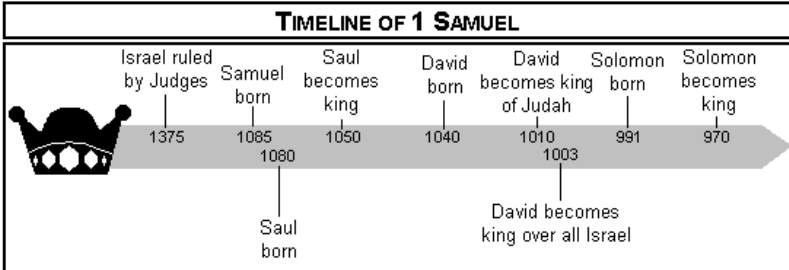 TIMELINE OF 1 SAMUEL
Israel ruled
by Judges
Samuel
born
Saul
becomes
king
David
born
David
becomes king
of Judah
Solomon
born
Solomon
becomes
king
1375 1085 1050 1040 1010 991 970
1080 1003
Saul
born
David becomes
king over all Israel